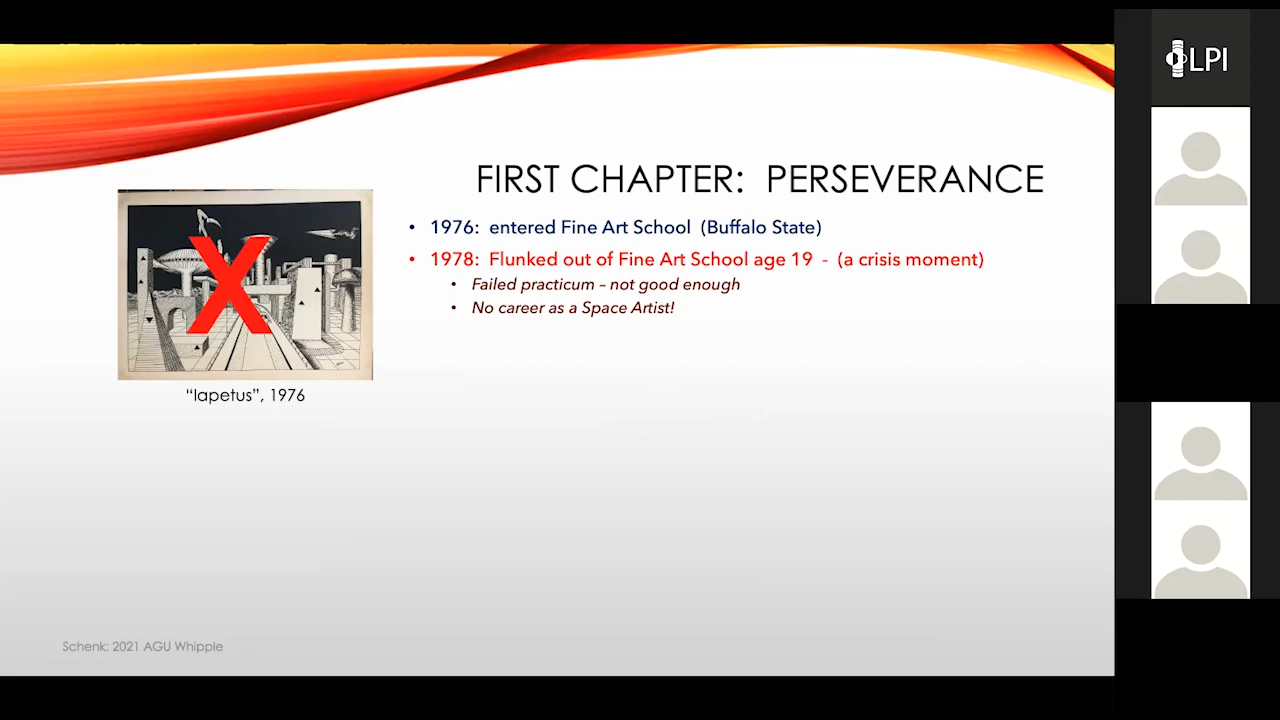 LPI
FIRST CHAPTER: PERSEVERANCE
• 1976: entered Fine Art School (Buffalo State)
• 1978: Flunked out of Fine Art School age 19 - (a crisis moment)
• Failed practicum – not good enough
• No career as a Space Artist!
X
“Iapetus”, 1976
Schenk: 2021 AGU Whipple